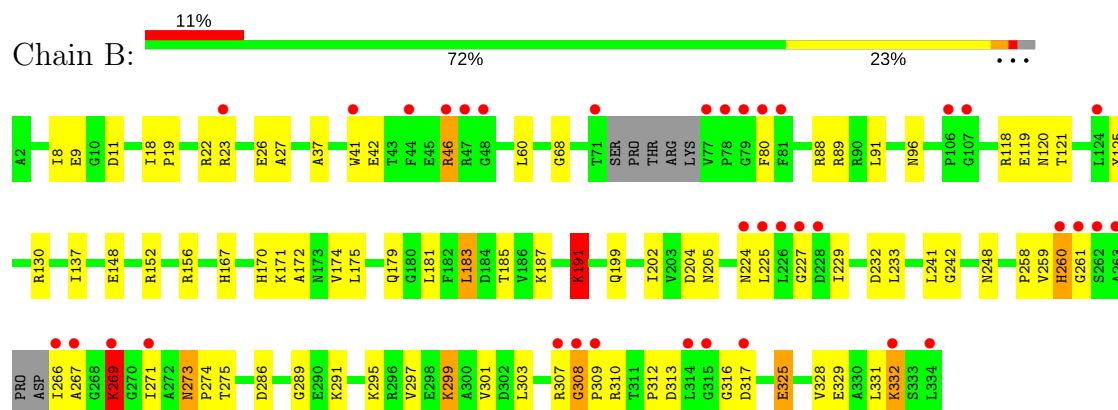 11%
Chain B:
72%
23%
A2 I8 E9 G10 D11 I18 P19 R22 R23 E26 A27 A37 W41 E42 T43 F44 E45 R46 R47 G48 L60 G68 T71 SER PRO THR ARG LYS V77 P78 G79 F80 F81 R88 R89 R90 L91 N96 P106 G107 R118 E119 N120 T121 L124
R130 I137 E148 R152 R156 H167 H170 K171 A172 N173 V174 L175 Q179 G180 L181 F182 L183 D184 T185 V186 K187 K191 Q199 I202 V203 D204 N205 N224 L225 L226 G227 D228 I229 D232 L233 L241 G242 N248 P258 V259 H260 G261 S262
PRO ASP I266 A267 G268 K269 G270 I271 A272 N273 P274 T275 D286 G289 E290 K291 K295 R296 V297 E298 K299 A300 V301 D302 L303 R307 G308 P309 R310 T311 P312 D313 L314 G315 G316 D317 E325 V328 E329 A330 L331 K332 S333 L334